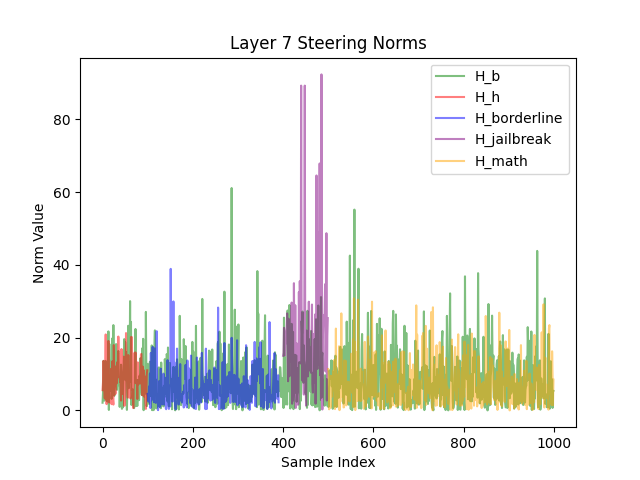 Layer 7 Steering Norms
H_b
H_h
H_borderline
H_jailbreak
H_math
Norm Value
80
60
40
20
0
0
200
400
600
800
1000
Sample Index